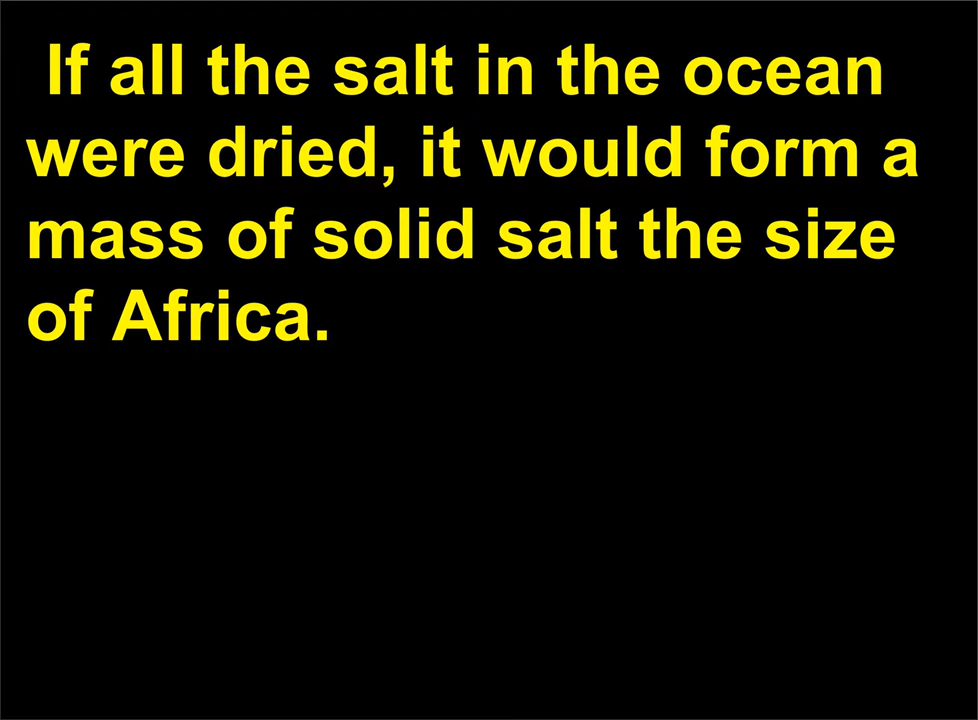 If all the salt in the ocean
were dried, it would form a
mass of solid salt the size
of Africa.